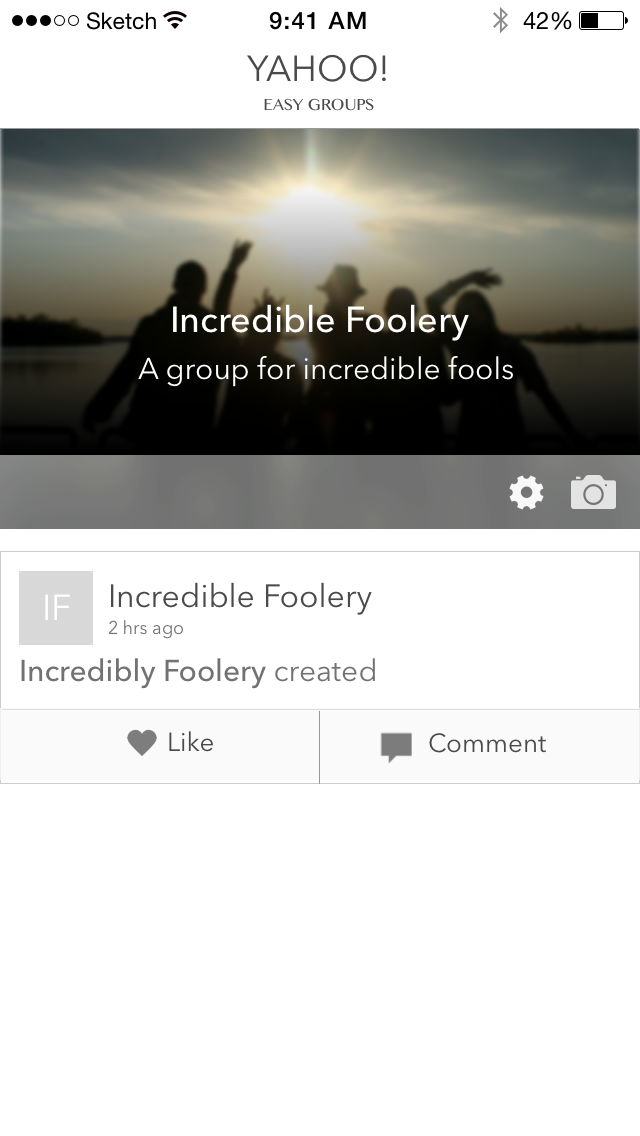 Sketch 9:41 AM 42%
YAHOO!
EASY GROUPS
Incredible Foolery
A group for incredible fools
IF
Incredible Foolery
2 hrs ago
Incredibly Foolery created
Like Comment